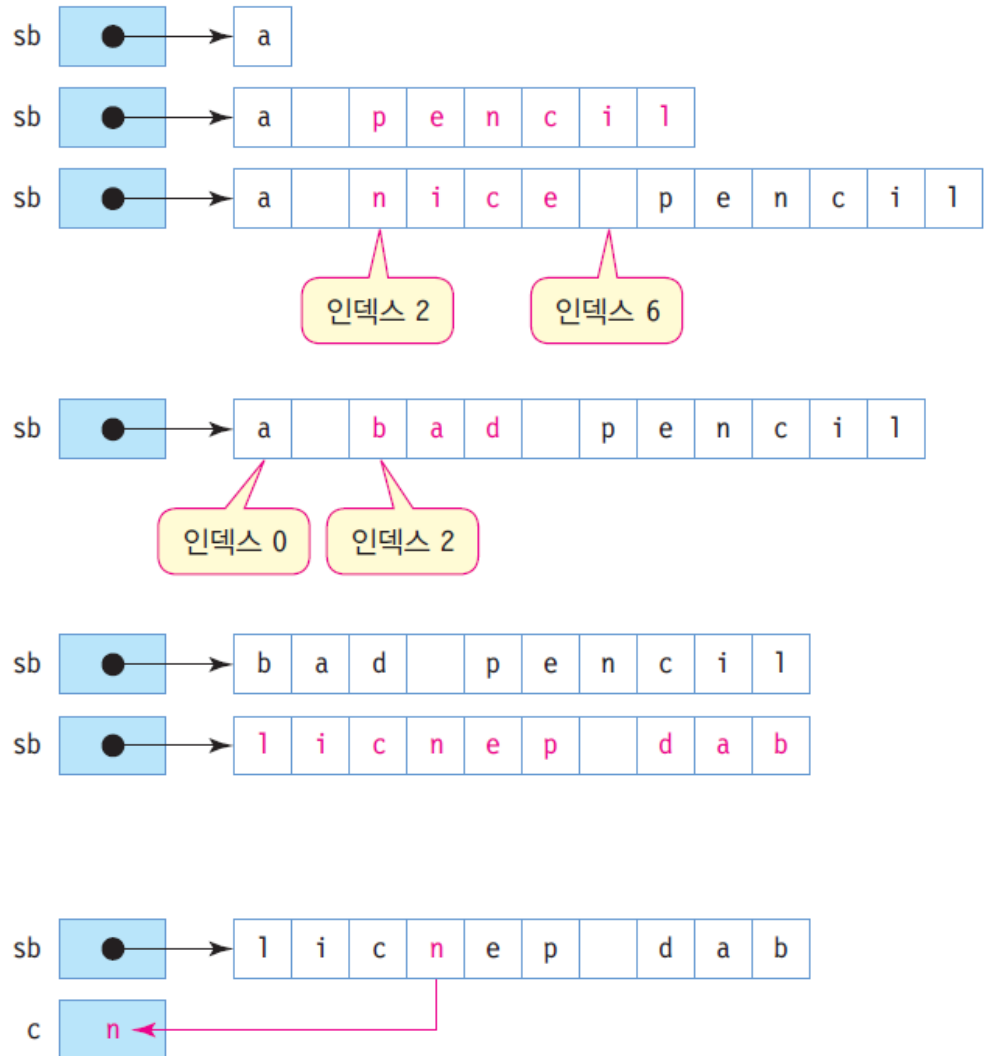 sb a
sb a p e n c i l
sb a n i c e p e n c i l
인덱스 2 인덱스 6
sb a b a d p e n c i l
인덱스 0 인덱스 2
sb b a d p e n c i l
sb l i c n e p d a b
sb l i c n e p d a b
c n